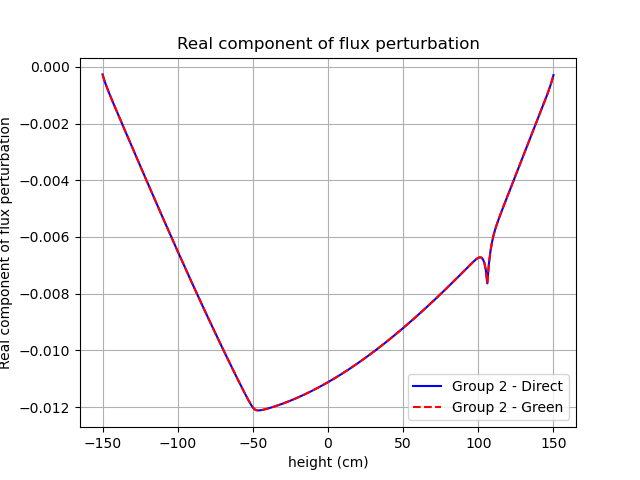 Real component of flux perturbation
Real component of flux perturbation
0.000
−0.002
−0.004
−0.006
−0.008
−0.010
−0.012
−150
−100
−50
0
50
100
150
height (cm)
Group 2 - Direct
Group 2 - Green